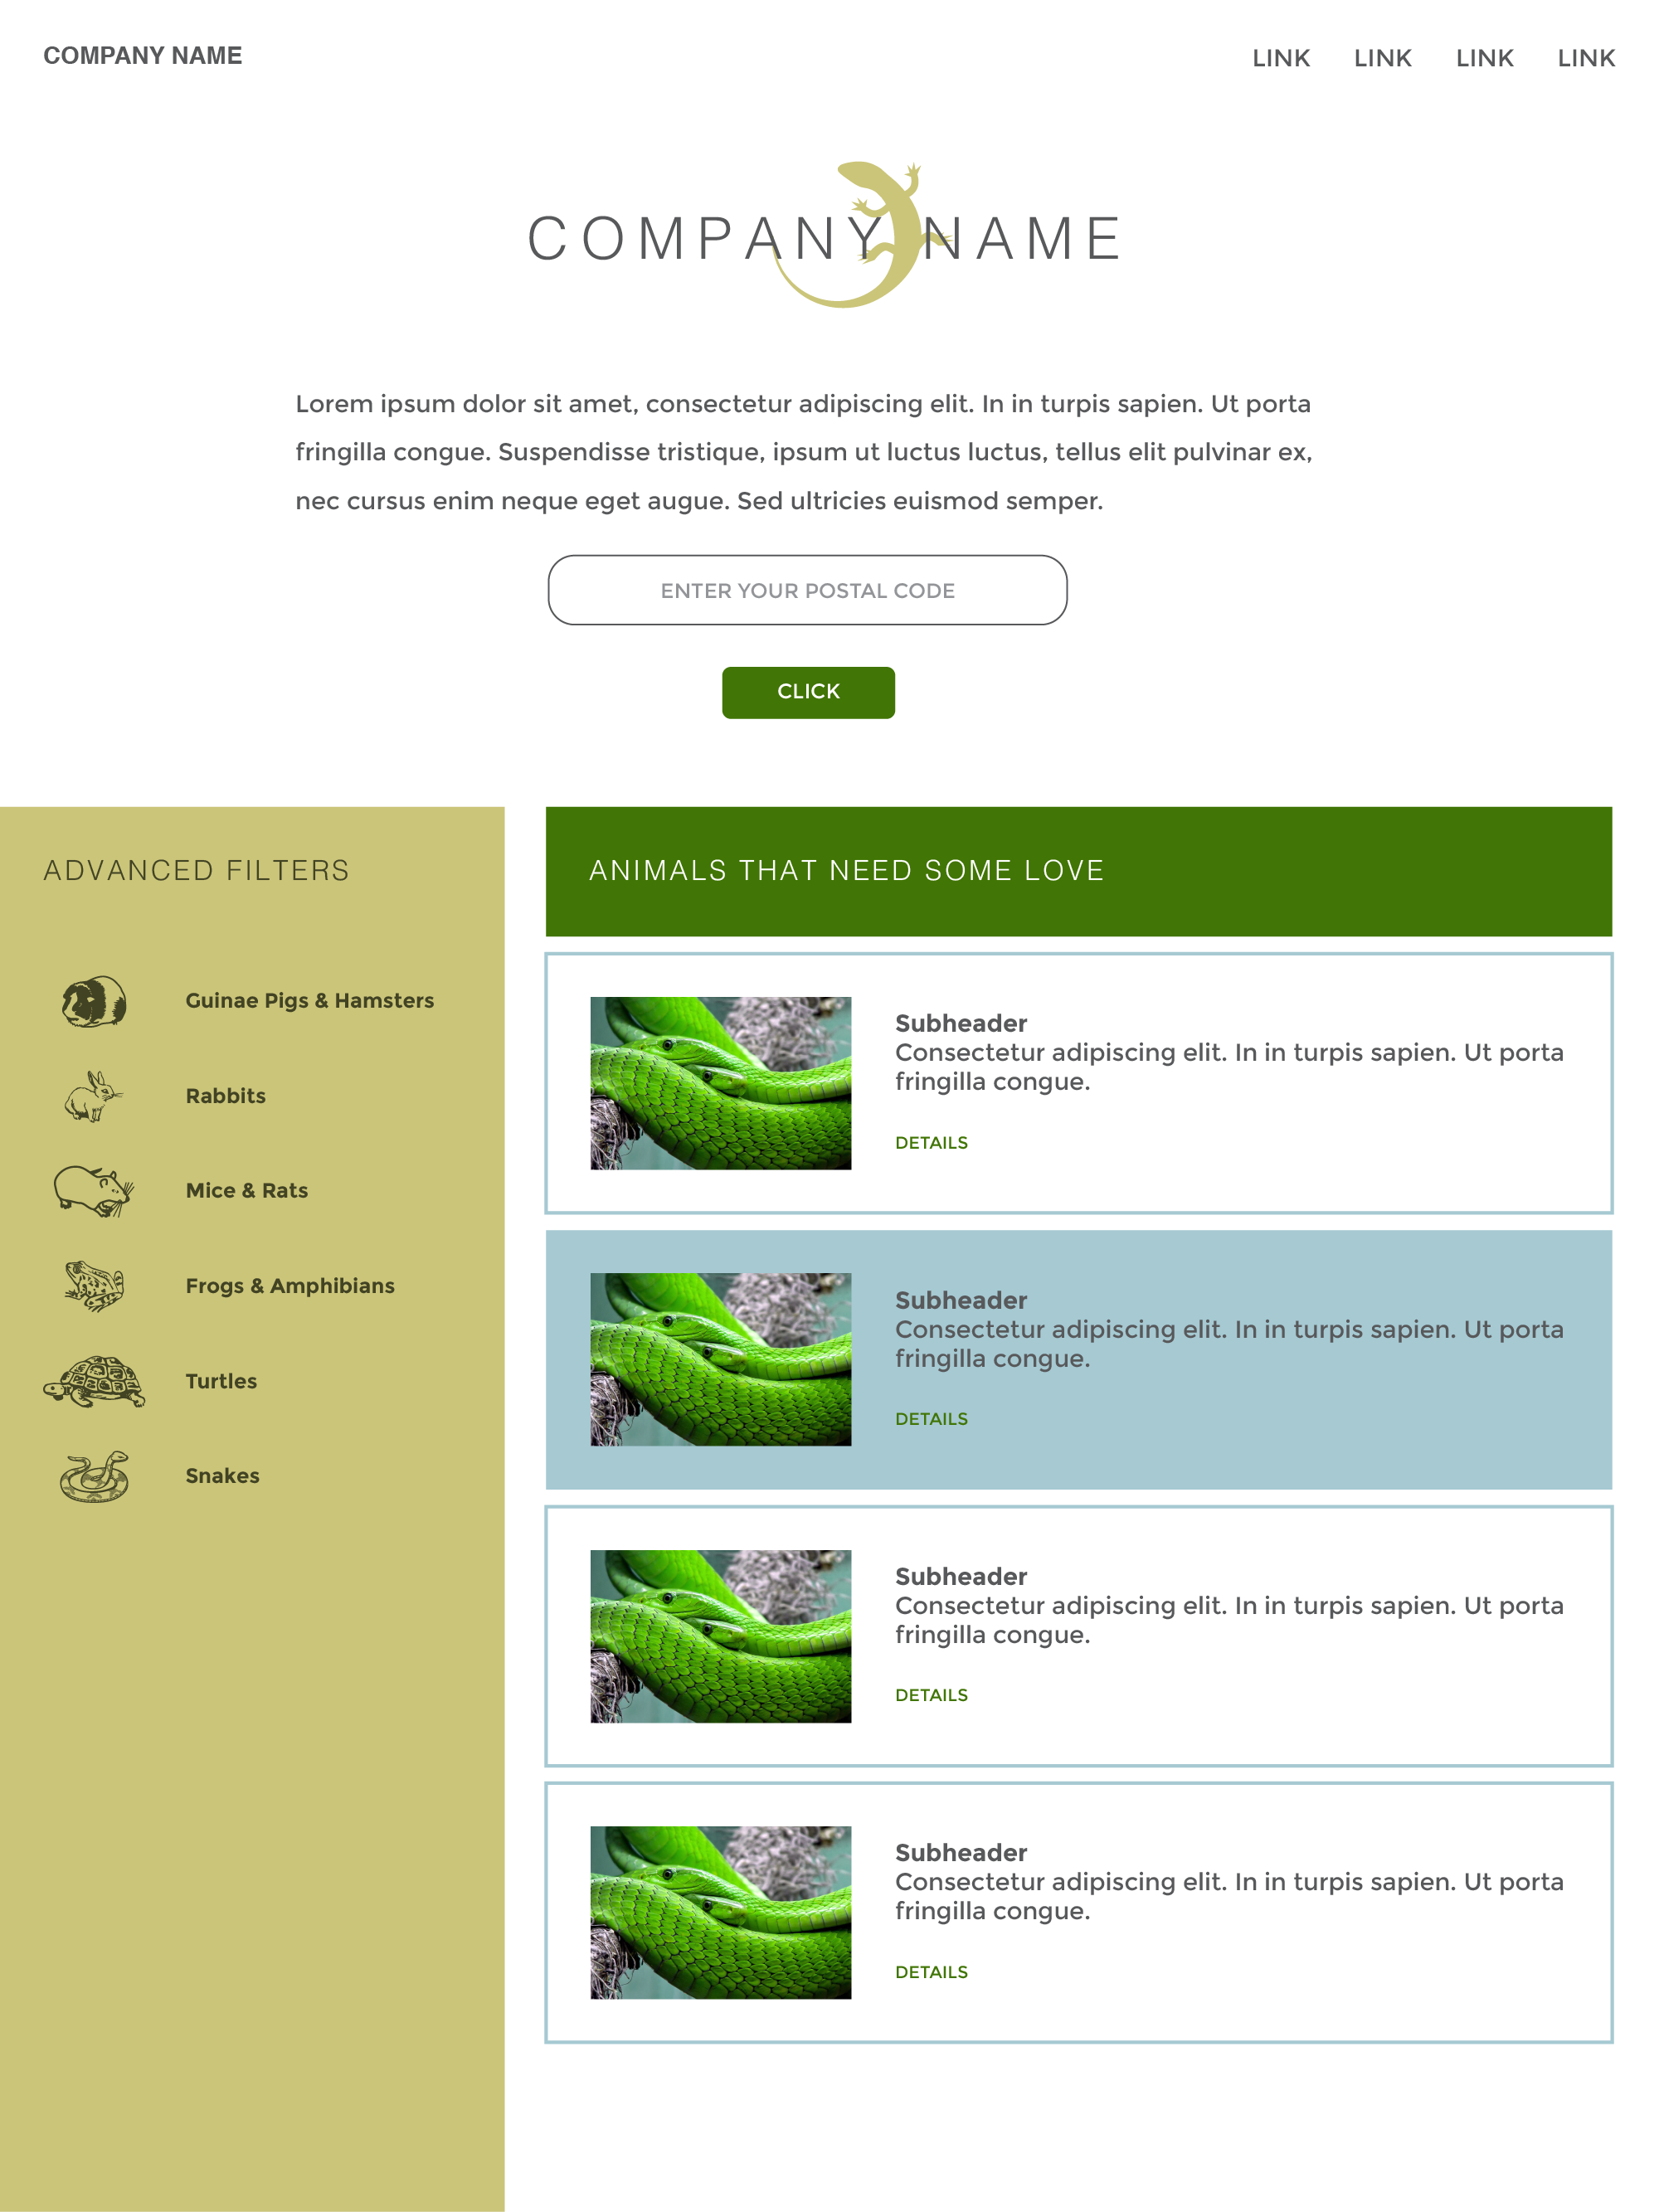 COMPANY NAME
LINK LINK LINK LINK
COMPANY NAME
Lorem ipsum dolor sit amet, consectetur adipiscing elit. In in turpis sapien. Ut porta
fringilla congue. Suspendisse tristique, ipsum ut luctus luctus, tellus elit pulvinar ex,
nec cursus enim neque eget augue. Sed ultricies euismod semper.
ENTER YOUR POSTAL CODE
CLICK
ADVANCED FILTERS
Guinae Pigs & Hamsters
Rabbits
Mice & Rats
Frogs & Amphibians
Turtles
Snakes
ANIMALS THAT NEED SOME LOVE
Subheader
Consectetur adipiscing elit. In in turpis sapien. Ut porta
fringilla congue.
DETAILS
Subheader
Consectetur adipiscing elit. In in turpis sapien. Ut porta
fringilla congue.
DETAILS
Subheader
Consectetur adipiscing elit. In in turpis sapien. Ut porta
fringilla congue.
DETAILS
Subheader
Consectetur adipiscing elit. In in turpis sapien. Ut porta
fringilla congue.
DETAILS